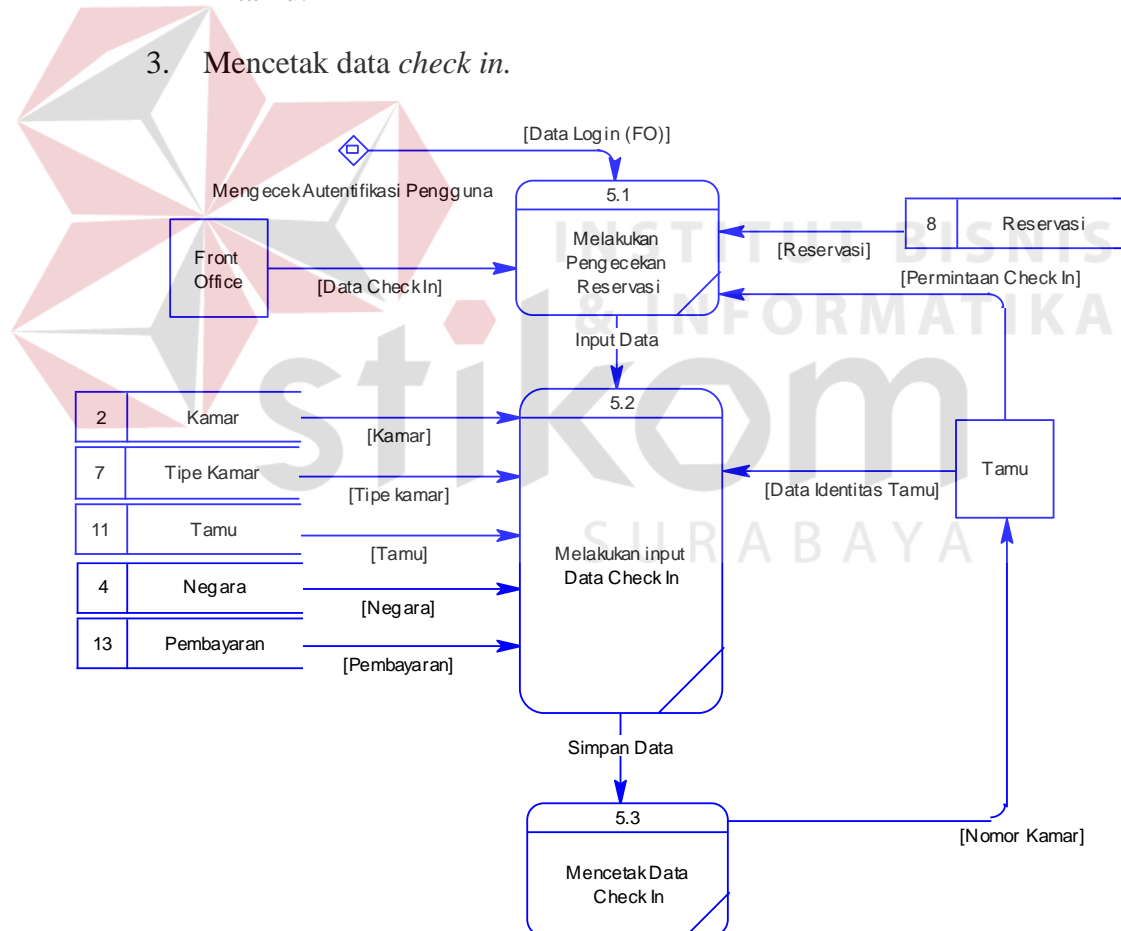 3. Mencetak data check in.
[Data Login (FO)]
Mengecek Autentifikasi Pengguna
5.1
Melakukan
Pengecekan
Reservasi
8 Reservasi
[Reservasi]
Front
Office
[Data Check In]
[Permintaan Check In]
Input Data
INSTITUT BISNIS
& INFORMATIKA
stikom
SURABAYA
5.2
2 Kamar
[Kamar]
7 Tipe Kamar
[Tipe kamar]
11 Tamu
[Tamu]
4 Negara
[Negara]
13 Pembayaran
[Pembayaran]
Melakukan input
Data Check In
[Data Identitas Tamu]
Tamu
Simpan Data
5.3
Mencetak Data
Check In
[Nomor Kamar]